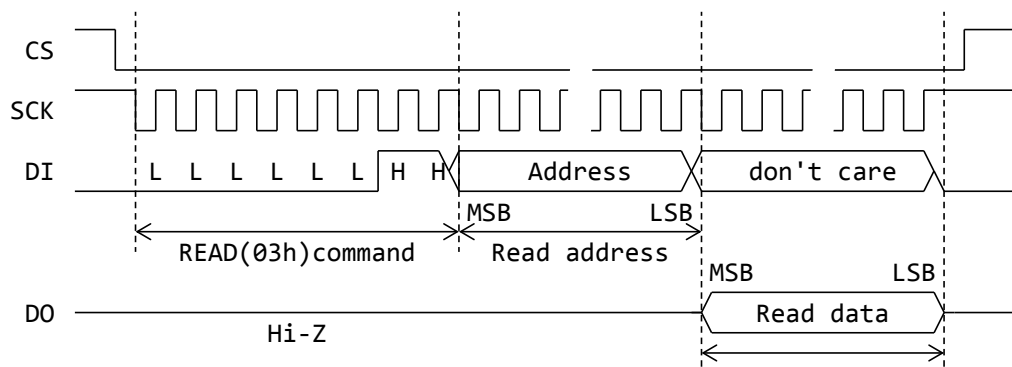 CS
SCK
DI L L L L L L H H Address don't care
MSB LSB
READ(03h)command Read address
MSB LSB
DO Read data
Hi-Z